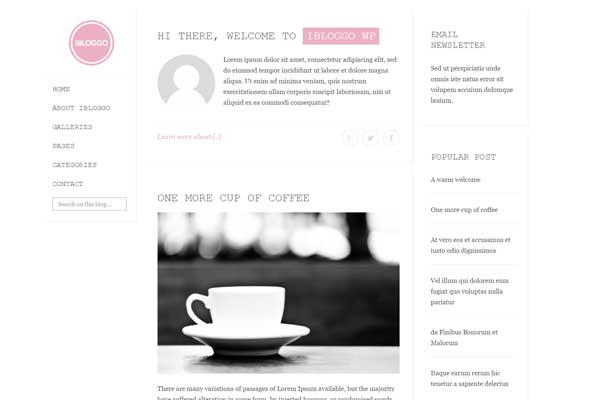 IBLOGGO
HOME
ABOUT IBLOGGO
GALLERIES
PAGES
CATEGORIES
CONTACT
Search on this blog...
HI THERE, WELCOME TO IBLOGGO WP
Lorem ipsum dolor sit amet, consectetur adipiscing elit, sed
do eiusmod tempor incididunt ut labore et dolore magna
aliqua. Ut enim ad minima veniam, quis nostrum
exercitationem ullam corporis suscipit laboriosam, nisi ut
aliquid ex ea commodi consequatur?
Learn more about [..]
ONE MORE CUP OF COFFEE
There are many variations of passages of Lorem Ipsum available, but the majority
have suffered alteration in some form, by injected humour, or randomised words
EMAIL
NEWSLETTER
Sed ut perspiciatis unde
omnis iste natus error sit
volupem accuium dolomque
lausium.
POPULAR POST
A warm welcome
One more cup of coffee
At vero eos et accusamus et
iusto odio dignissimos
Vel illum qui dolorem eum
fugiat quo voluptas nulla
pariatur
de Finibus Bonorum et
Malorum
Itaque earum rerum hic
tenetur a sapiente delectus